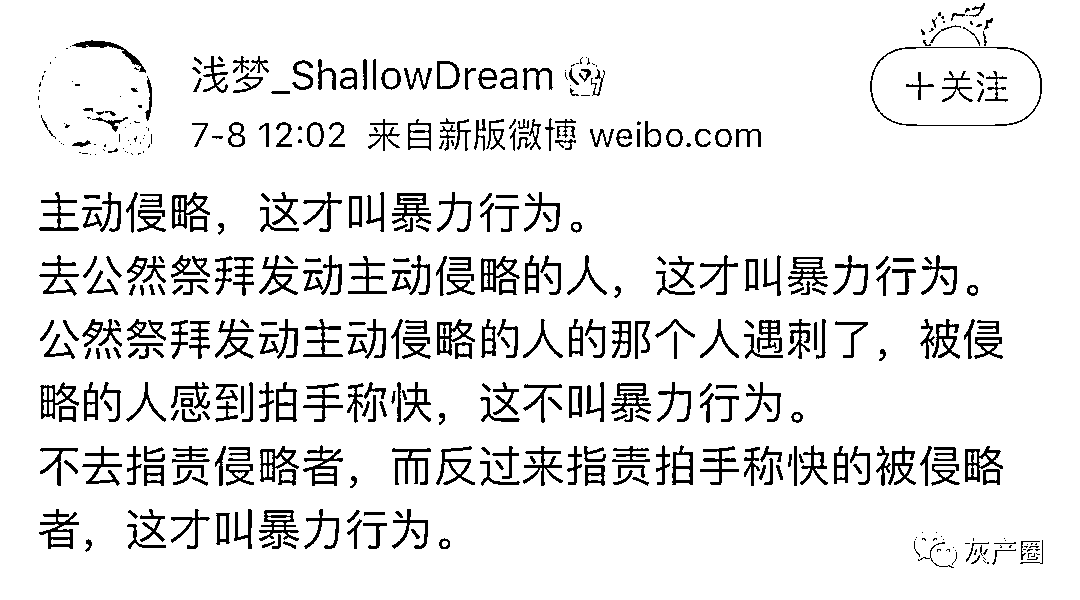 浅梦_ShallowDream
十关注
7-8 12:02 来自新版微博 weibo.com
主动侵略，这才叫暴力行为。
去公然祭拜发动主动侵略的人，这才叫暴力行为。
公然祭拜发动主动侵略的人的那个人遇刺了，被侵
略的人感到拍手称快，这不叫暴力行为。
不去指责侵略者，而反过来指责拍手称快的被侵略
者，这才叫暴力行为。
灰产圈